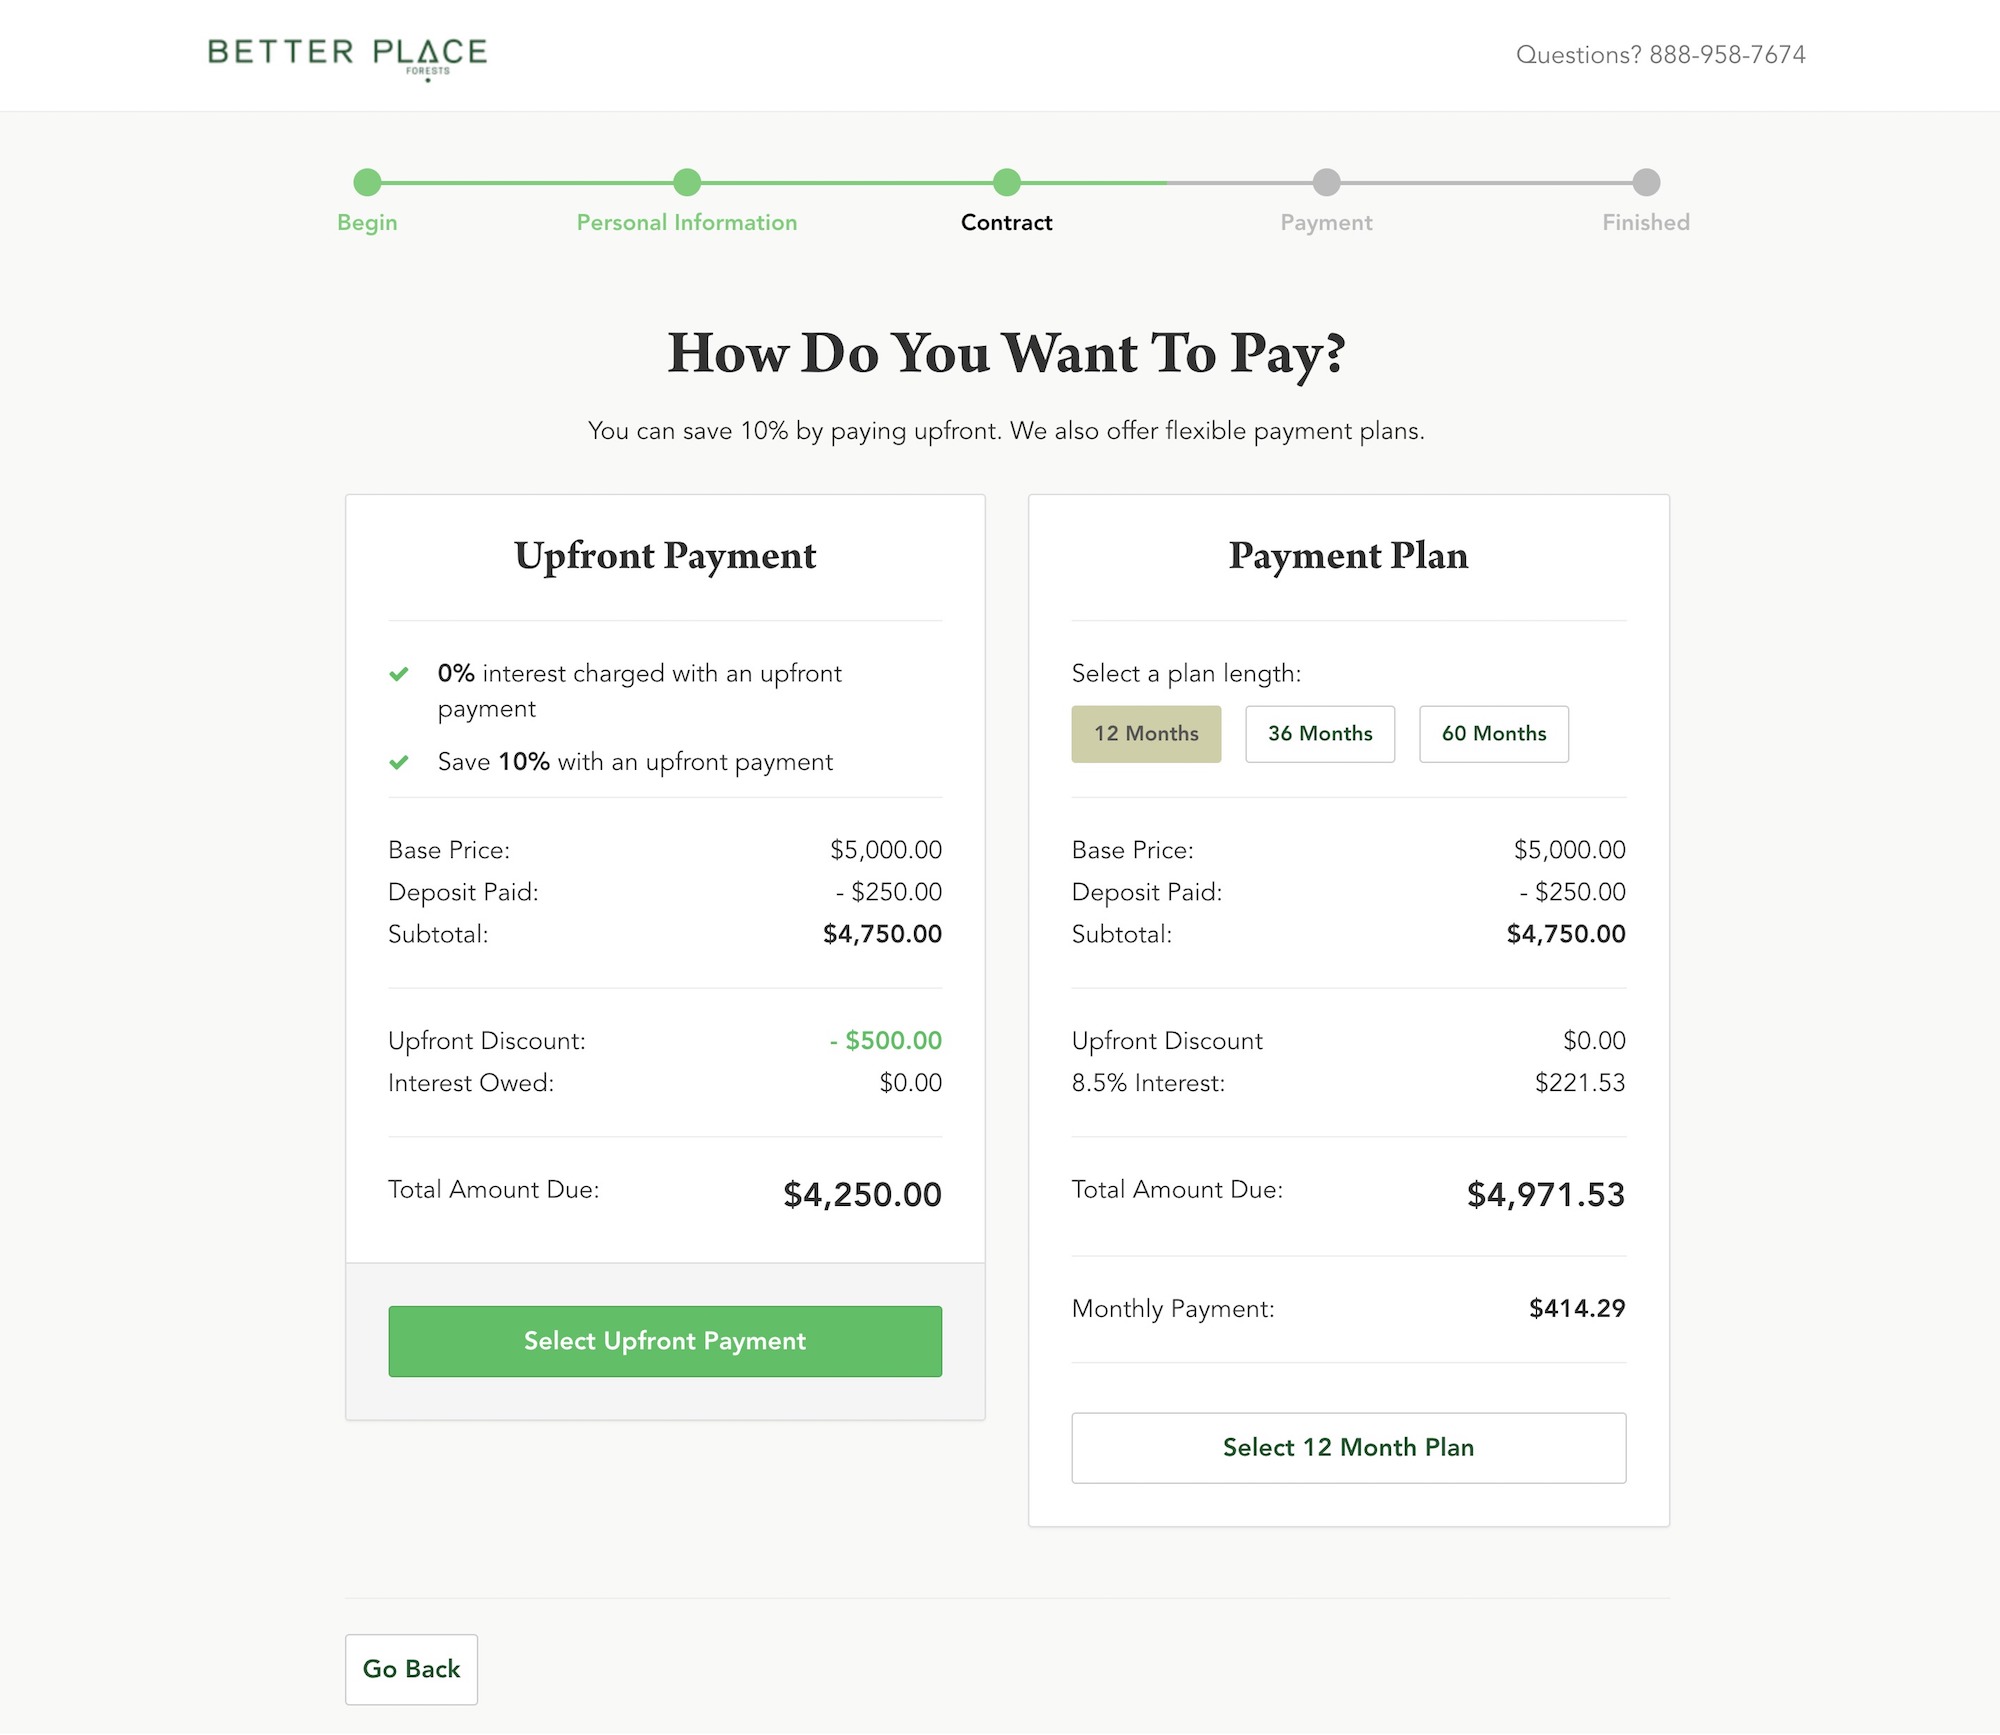 BETTER PLACE
FORESTS
Questions? 888-958-7674
Begin
Personal Information
Contract
Payment
Finished
How Do You Want To Pay?
You can save 10% by paying upfront. We also offer flexible payment plans.
Upfront Payment
0% interest charged with an upfront
payment
Save 10% with an upfront payment
Base Price: $5,000.00
Deposit Paid: - $250.00
Subtotal: $4,750.00
Upfront Discount: - $500.00
Interest Owed: $0.00
Total Amount Due: $4,250.00
Select Upfront Payment
Payment Plan
Select a plan length:
12 Months 36 Months 60 Months
Base Price: $5,000.00
Deposit Paid: - $250.00
Subtotal: $4,750.00
Upfront Discount $0.00
8.5% Interest: $221.53
Total Amount Due: $4,971.53
Monthly Payment: $414.29
Select 12 Month Plan
Go Back